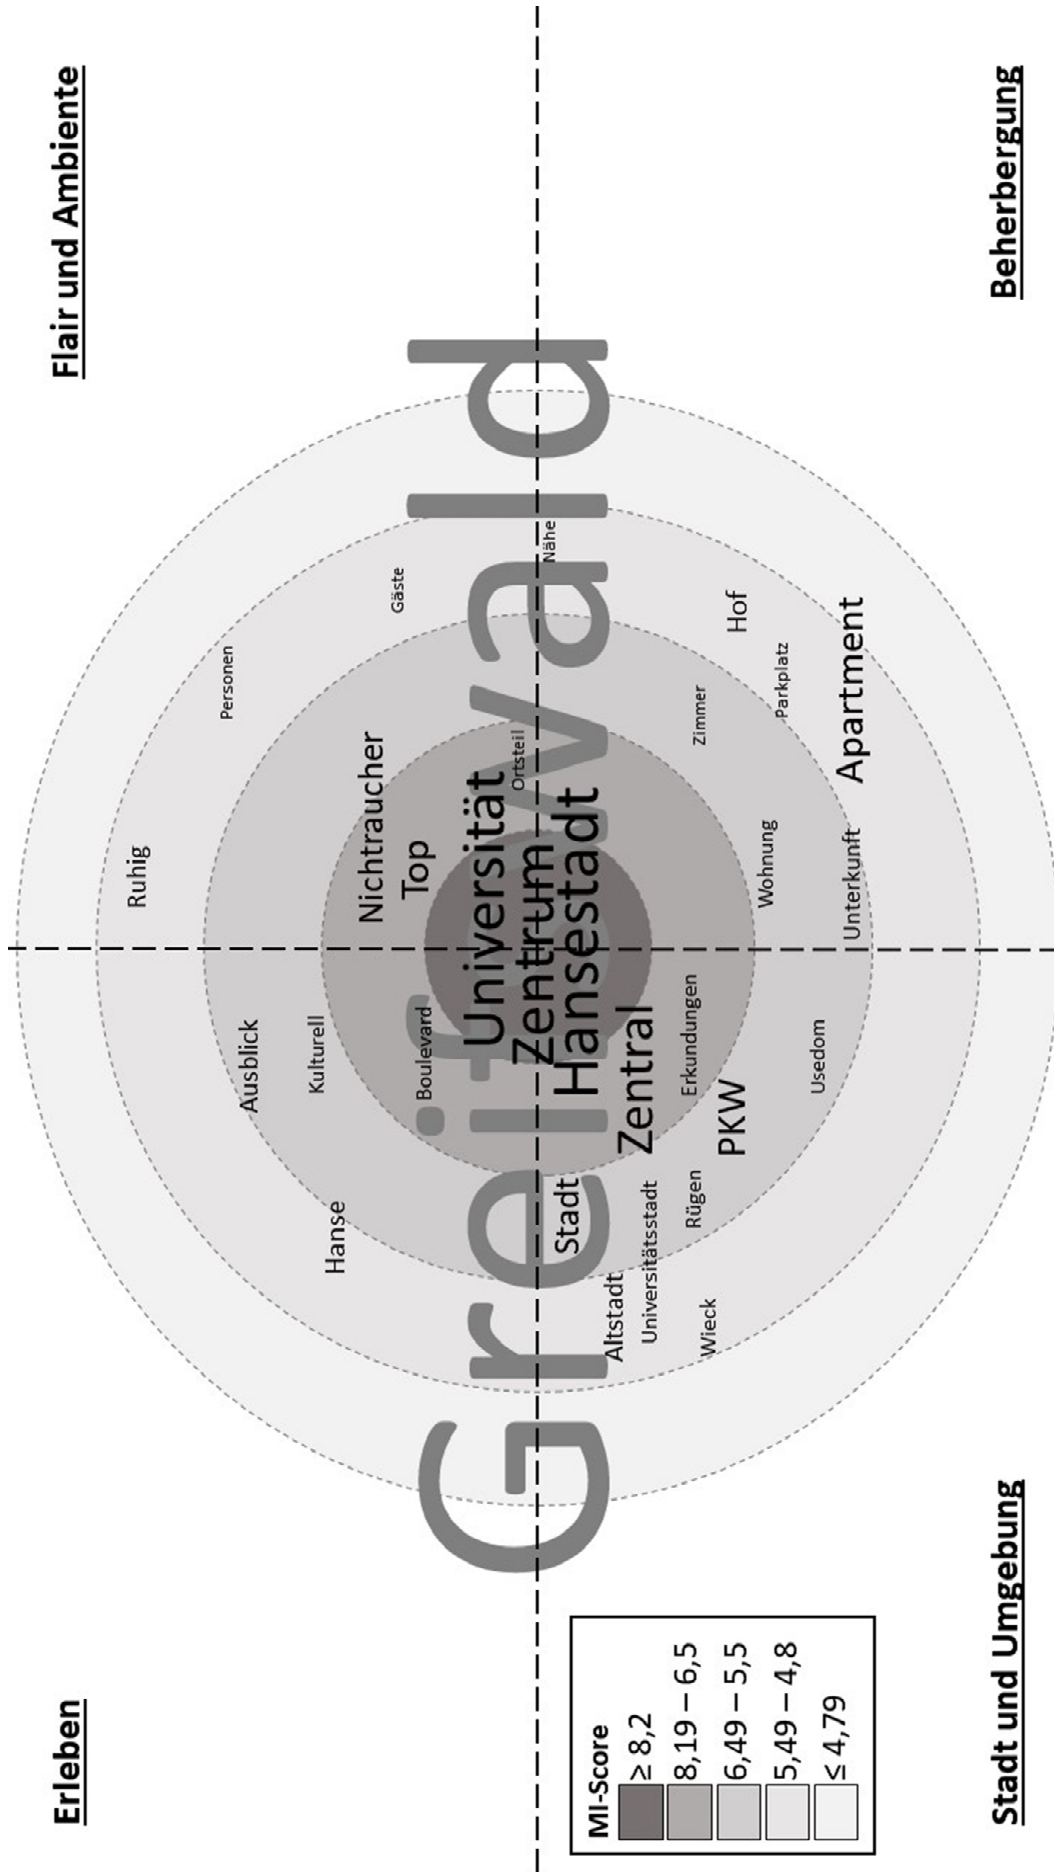 Erleben
Flair und Ambiente
Ruhig
Personen
Ausblick
Kulturell
Hanse
Nichtraucher
Gäste
Top
Boulevard
Greifswald
Universität
Ortsteil
Zentrum
Nähe
Hansestadt
Stadt
Zentral
Altstadt
Universitätsstadt
Erkundungen
Zimmer
Rügen
Wieck
PKW
Hof
Wohnung
Parkplatz
Usedom
Unterkunft
Apartment
MI-Score
≥ 8,2
8,19 – 6,5
6,49 – 5,5
5,49 – 4,8
≤ 4,79
Stadt und Umgebung
Beherbergung